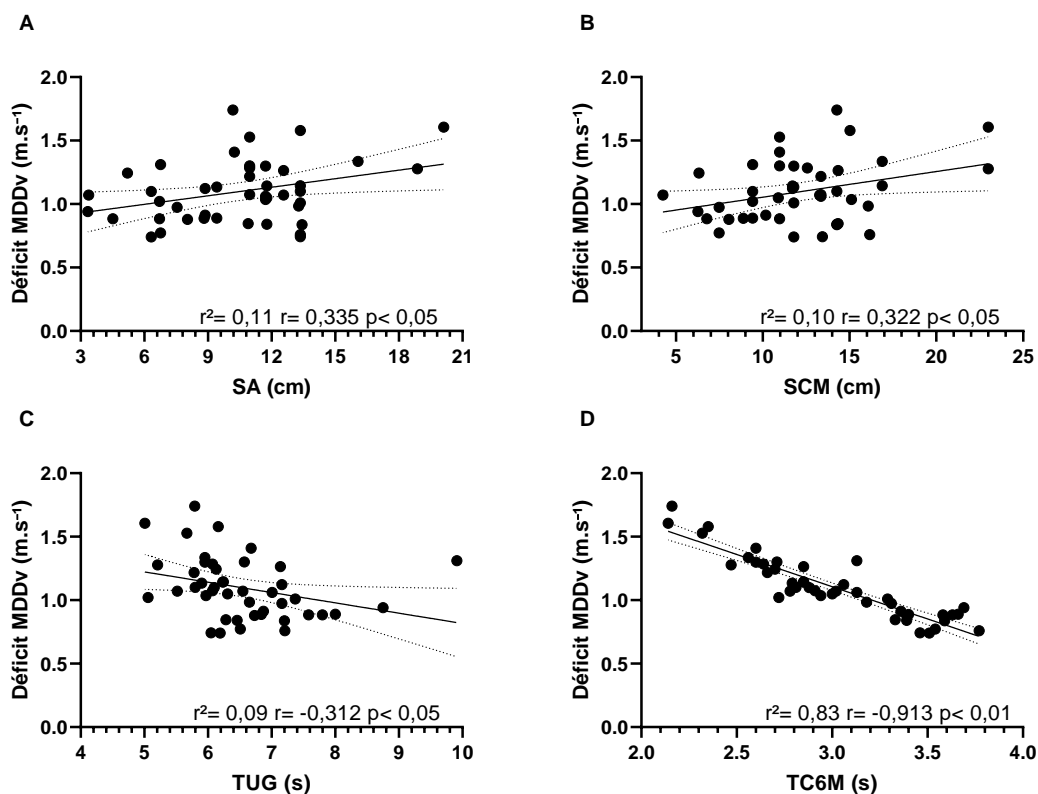 A
Déficit MDDv (m.s⁻¹)
2.0
1.5
1.0
0.5
0.0
r²= 0,11 r= 0,335 p< 0,05
3 6 9 12 15 18 21
SA (cm)
B
Déficit MDDv (m.s⁻¹)
2.0
1.5
1.0
0.5
0.0
r²= 0,10 r= 0,322 p< 0,05
5 10 15 20 25
SCM (cm)
C
Déficit MDDv (m.s⁻¹)
2.0
1.5
1.0
0.5
0.0
r²= 0,09 r= -0,312 p< 0,05
4 5 6 7 8 9 10
TUG (s)
D
Déficit MDDv (m.s⁻¹)
2.0
1.5
1.0
0.5
0.0
r²= 0,83 r= -0,913 p< 0,01
2.0 2.5 3.0 3.5 4.0
TC6M (s)